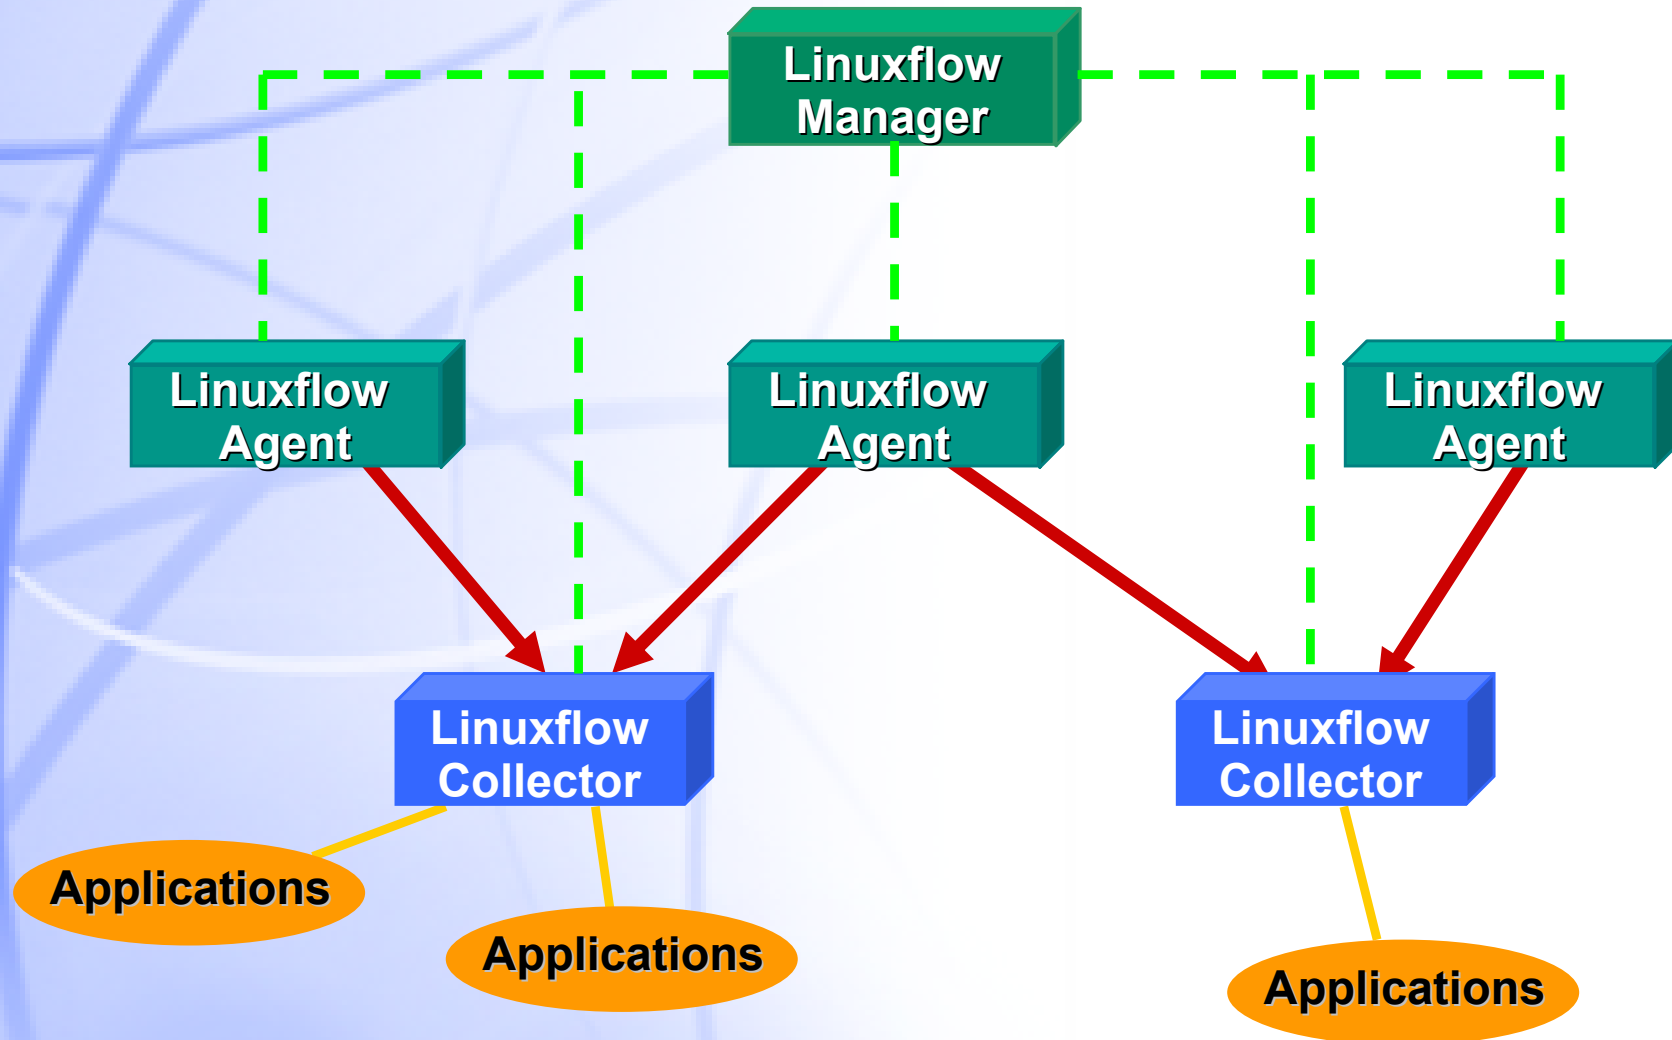 Linuxflow
Manager
Linuxflow
Agent
Linuxflow
Agent
Linuxflow
Agent
Linuxflow
Collector
Linuxflow
Collector
Applications
Applications
Applications